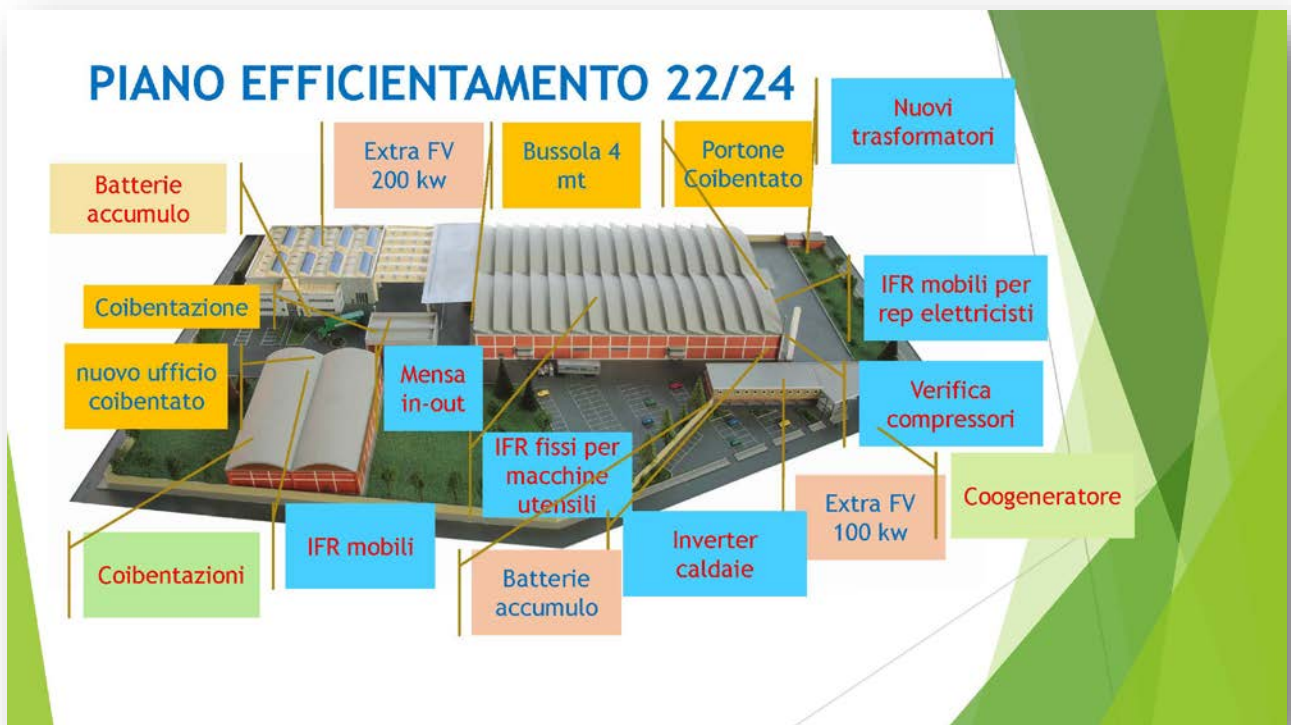 PIANO EFFICIENTAMENTO 22/24
Nuovi
trasformatori
Extra FV
200 kw
Bussola 4
mt
Portone
Coibentato
Batterie
accumulo
IFR mobili per
rep elettricisti
Coibentazione
nuovo ufficio
coibentato
Mensa
in-out
Verifica
compressori
IFR fissi per
macchine
utensili
Extra FV
100 kw
Coogeneratore
IFR mobili
Inverter
caldaie
Coibentazioni
Batterie
accumulo